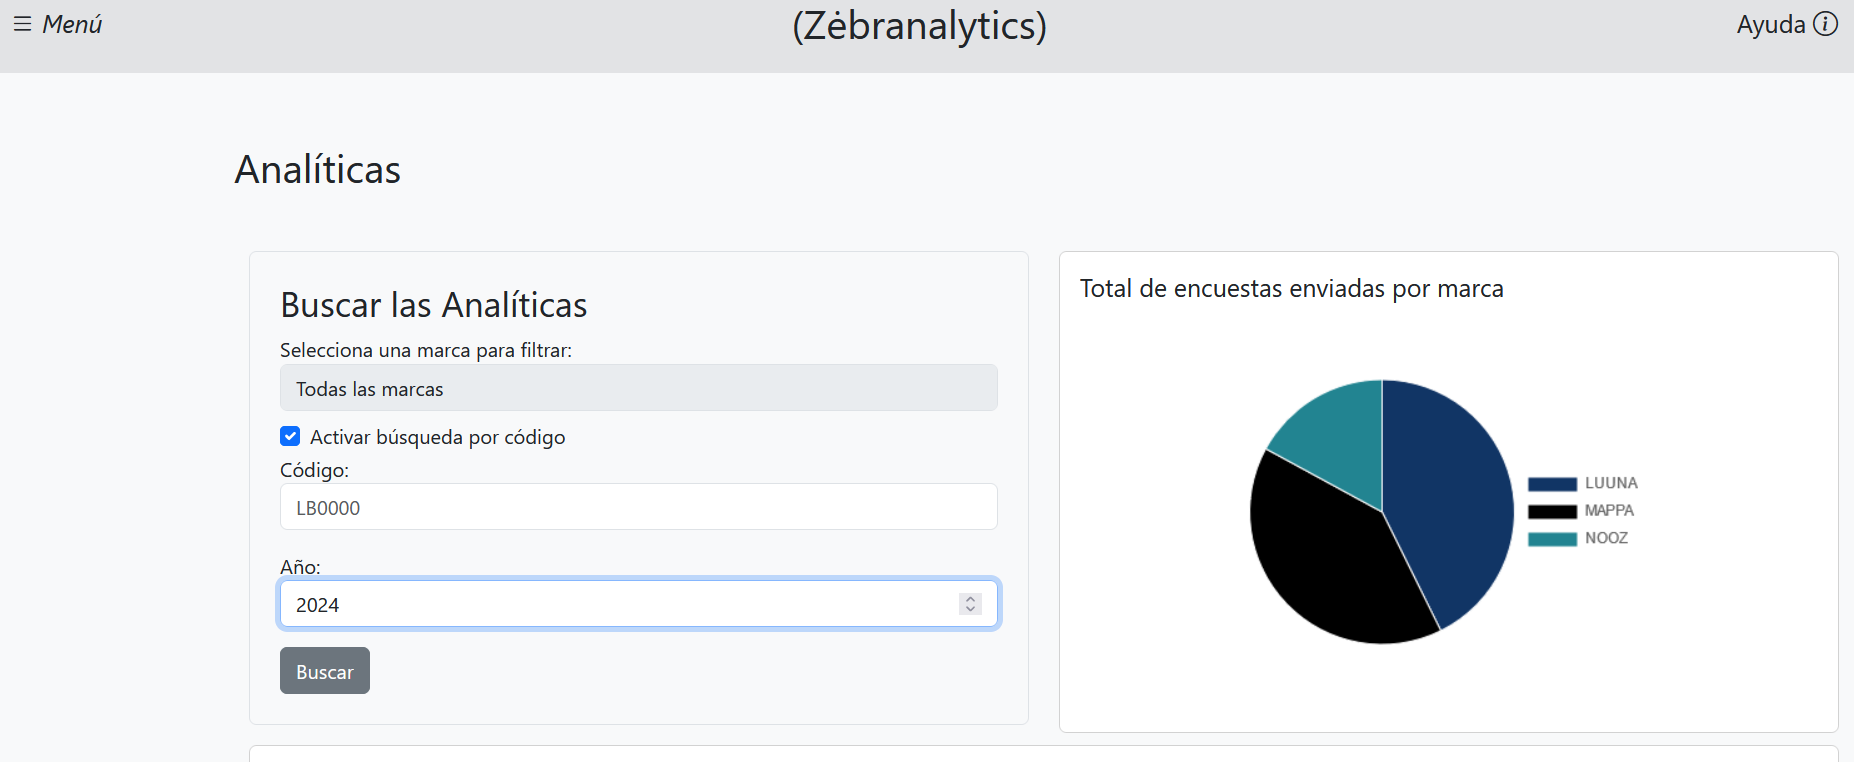 Menú
(Zėbranalytics)
Ayuda
Analíticas
Buscar las Analíticas
Selecciona una marca para filtrar:
Todas las marcas
Activar búsqueda por código
Código:
LB0000
Año:
2024
Buscar
Total de encuestas enviadas por marca
LUUNA
MAPPA
NOOZ